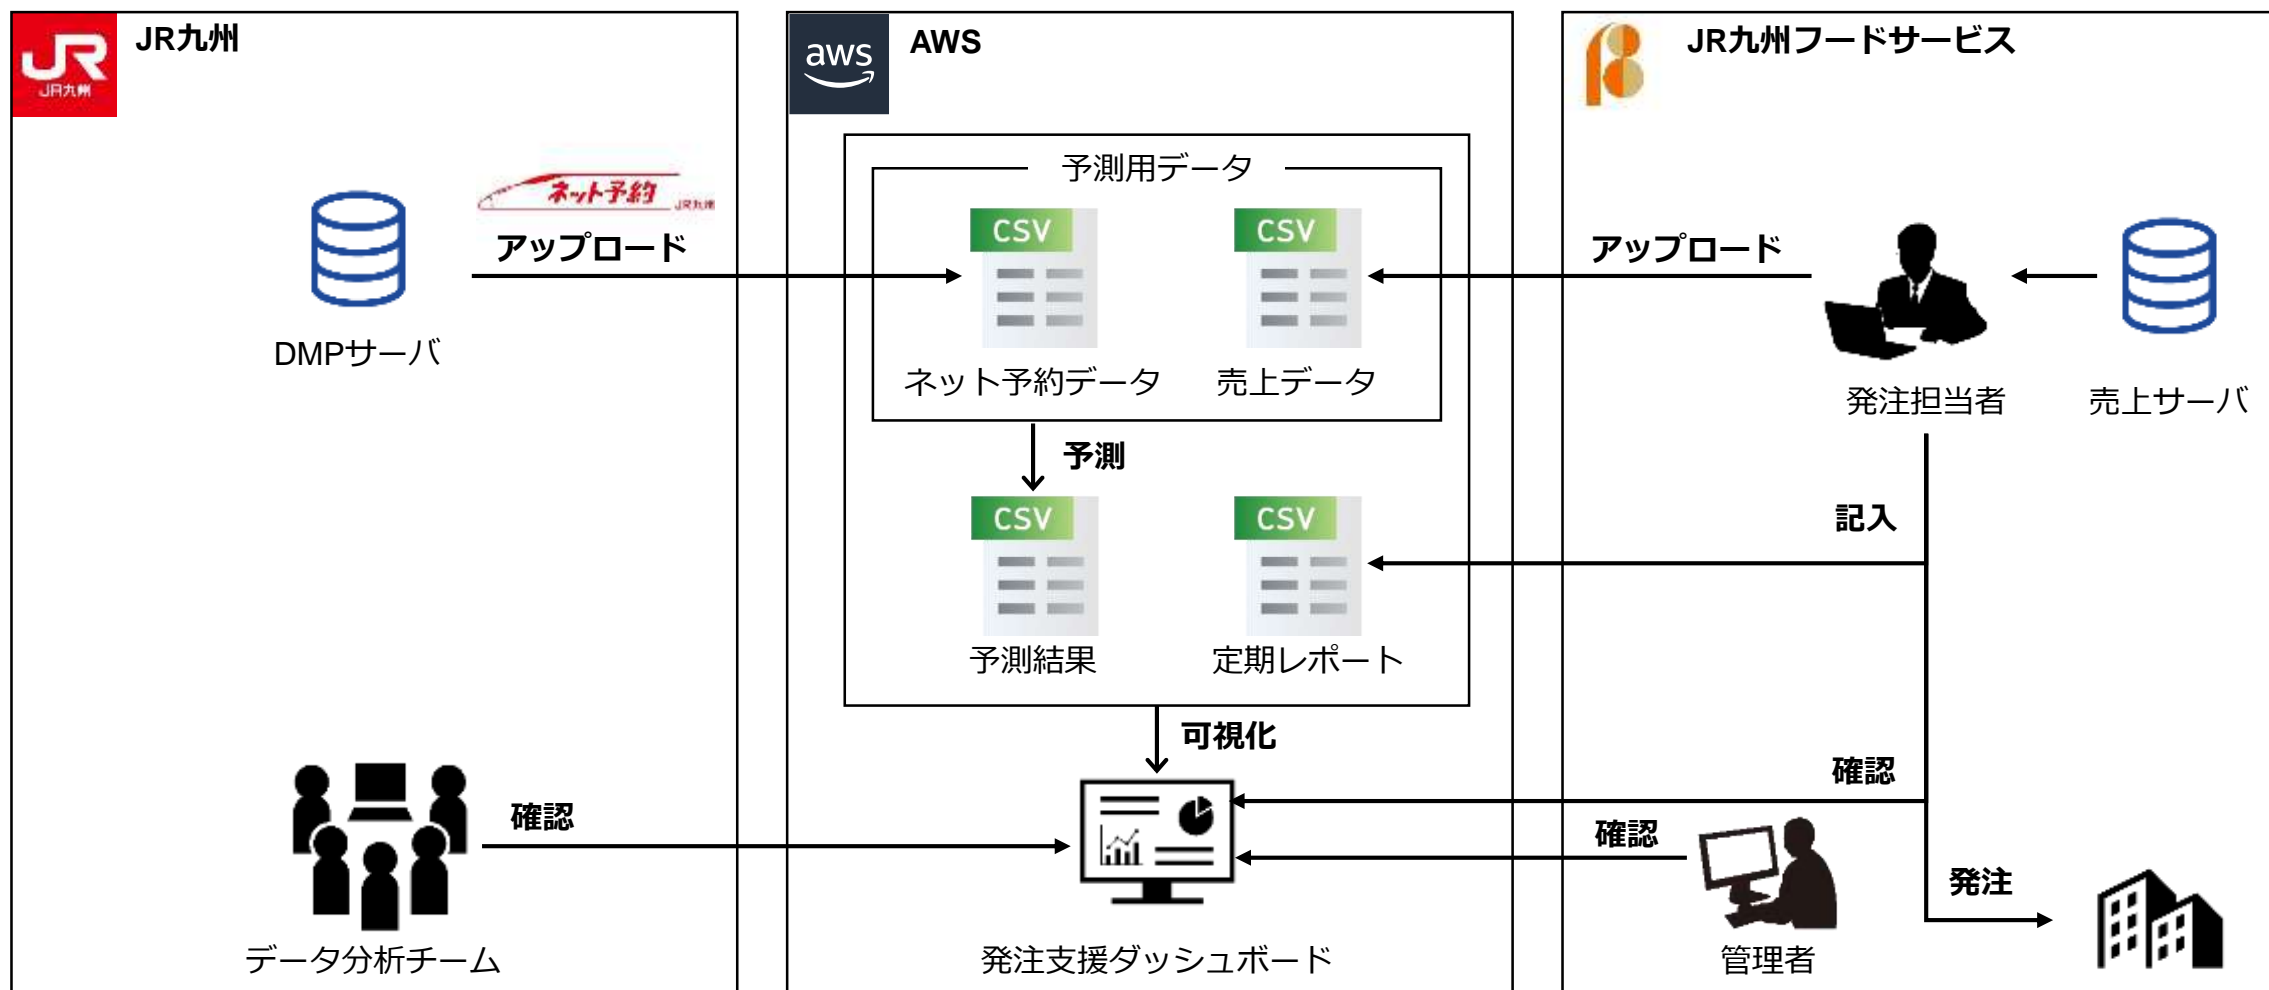 JR
JR九州
JR九州
aws
AWS
JR九州フードサービス
ネット予約
JR九州
アップロード
DMPサーバ
予測用データ
CSV
CSV
ネット予約データ
売上データ
アップロード
発注担当者
売上サーバ
予測
CSV
CSV
予測結果
定期レポート
記入
可視化
確認
確認
確認
発注
データ分析チーム
発注支援ダッシュボード
管理者